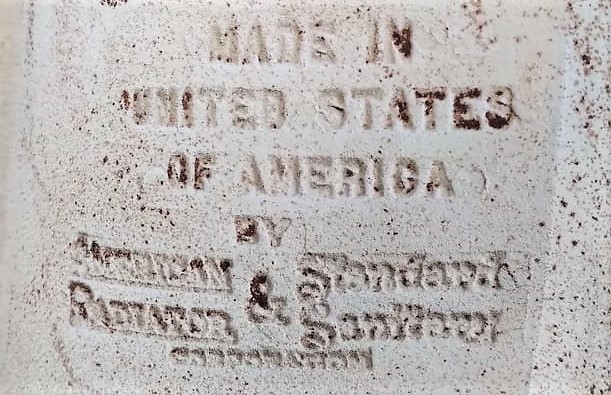 MADE IN
UNITED STATES
OF AMERICA
BY
AMERICAN & Standard
RADIATOR & Sanitary
CORPORATION